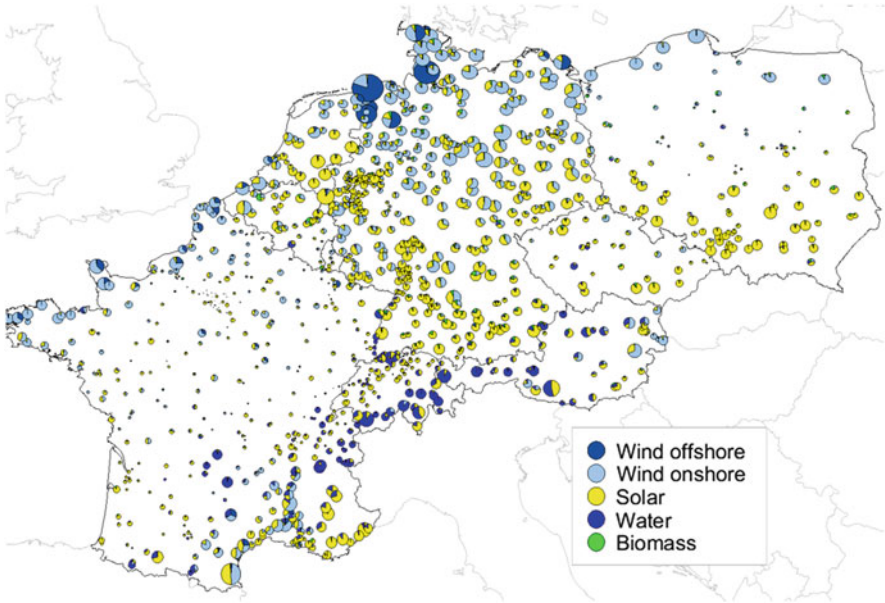 Wind offshore
Wind onshore
Solar
Water
Biomass